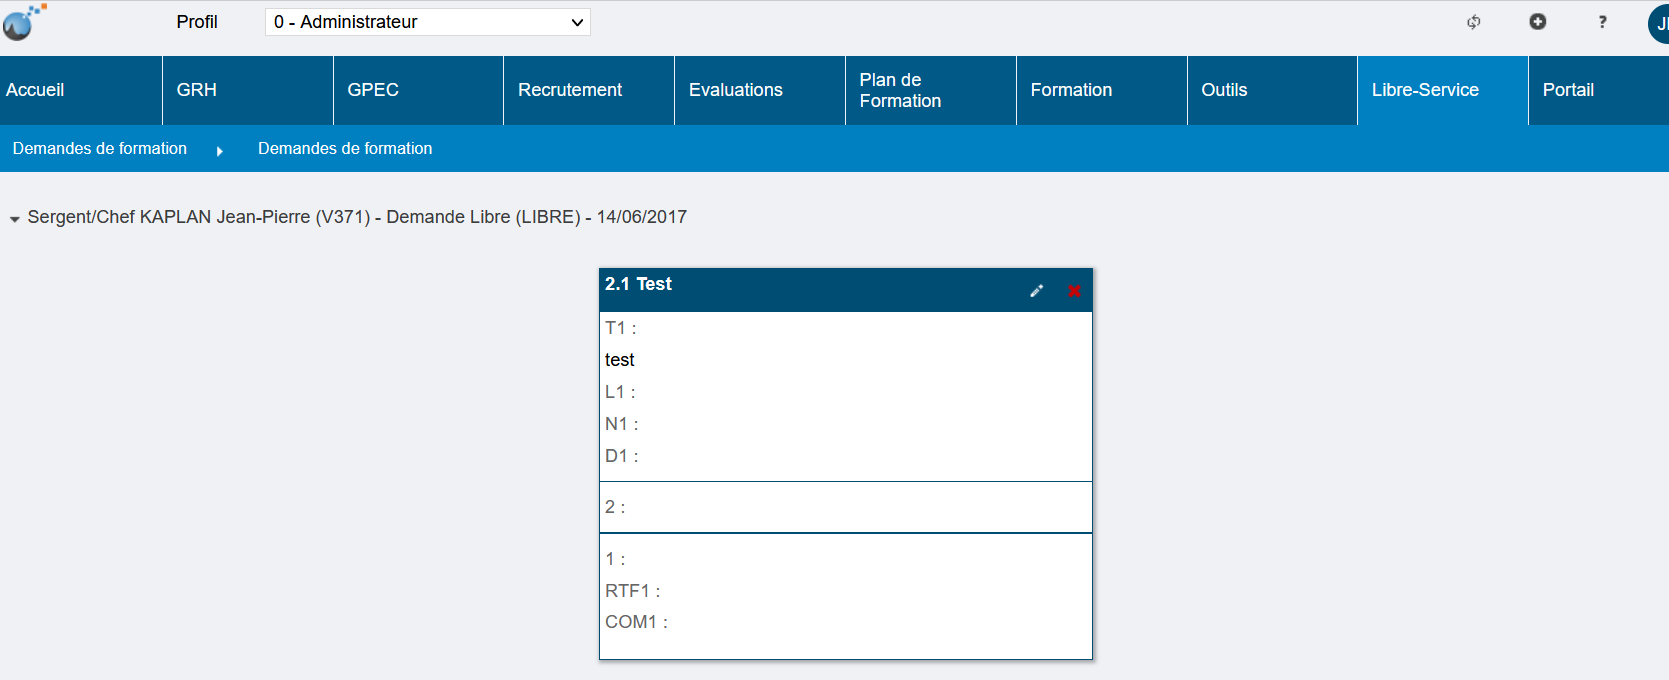 Profil 0 - Administrateur ?
Accueil GRH GPEC Recrutement Evaluations Plan de Formation Formation Outils Libre-Service Portail
Demandes de formation Demandes de formation
Sergent/Chef KAPLAN Jean-Pierre (V371) - Demande Libre (LIBRE) - 14/06/2017
2.1 Test
T1 :
test
L1 :
N1 :
D1 :
2 :
1 :
RTF1 :
COM1 :